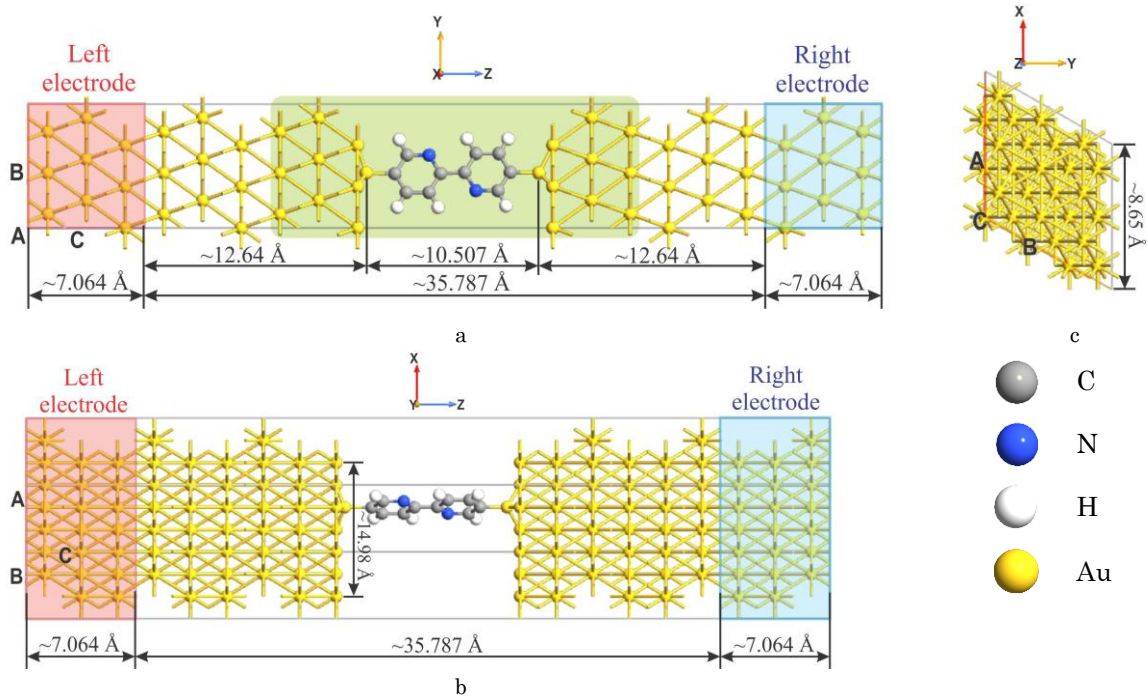 Y
X Z
Left
electrode
Right
electrode
B
A C
~12.64 Å ~10.507 Å ~12.64 Å
~7.064 Å ~35.787 Å ~7.064 Å
a
X
Z Y
A
C
B
~8.65 Å
c
X
Y Z
Left
electrode
Right
electrode
A
C
B
~14.98 Å
~7.064 Å ~35.787 Å ~7.064 Å
b
C
N
H
Au